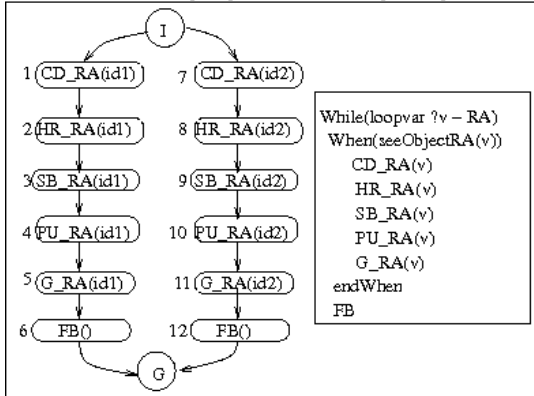 I
1 CD_RA(id1)
7 CD_RA(id2)
2 HR_RA(id1)
8 HR_RA(id2)
3 SB_RA(id1)
9 SB_RA(id2)
4 PU_RA(id1)
10 PU_RA(id2)
5 G_RA(id1)
11 G_RA(id2)
6 FB()
12 FB()
G
While(loopvar ?v – RA)
When(seeObjectRA(v))
CD_RA(v)
HR_RA(v)
SB_RA(v)
PU_RA(v)
G_RA(v)
endWhen
FB